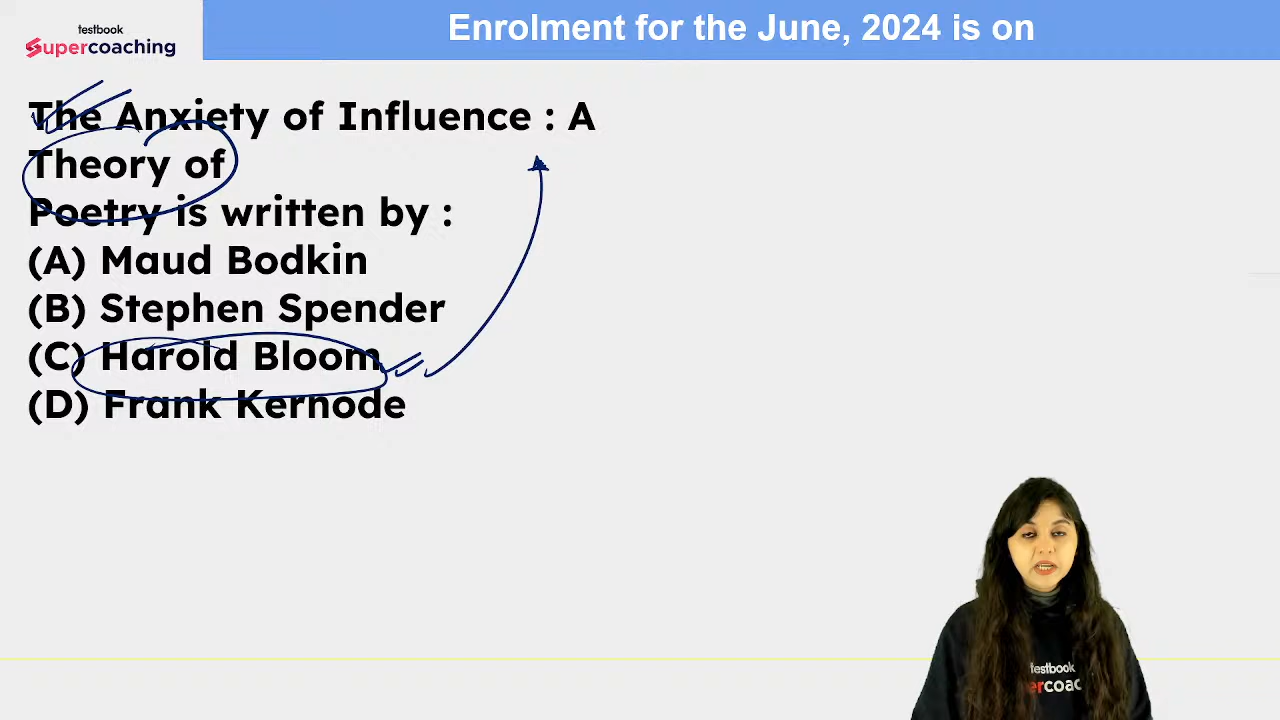 testbook
Supercoaching
Enrolment for the June, 2024 is on
The Anxiety of Influence : A
Theory of
Poetry is written by :
(A) Maud Bodkin
(B) Stephen Spender
(C) Harold Bloom
(D) Frank Kernode
testbook
ercoac